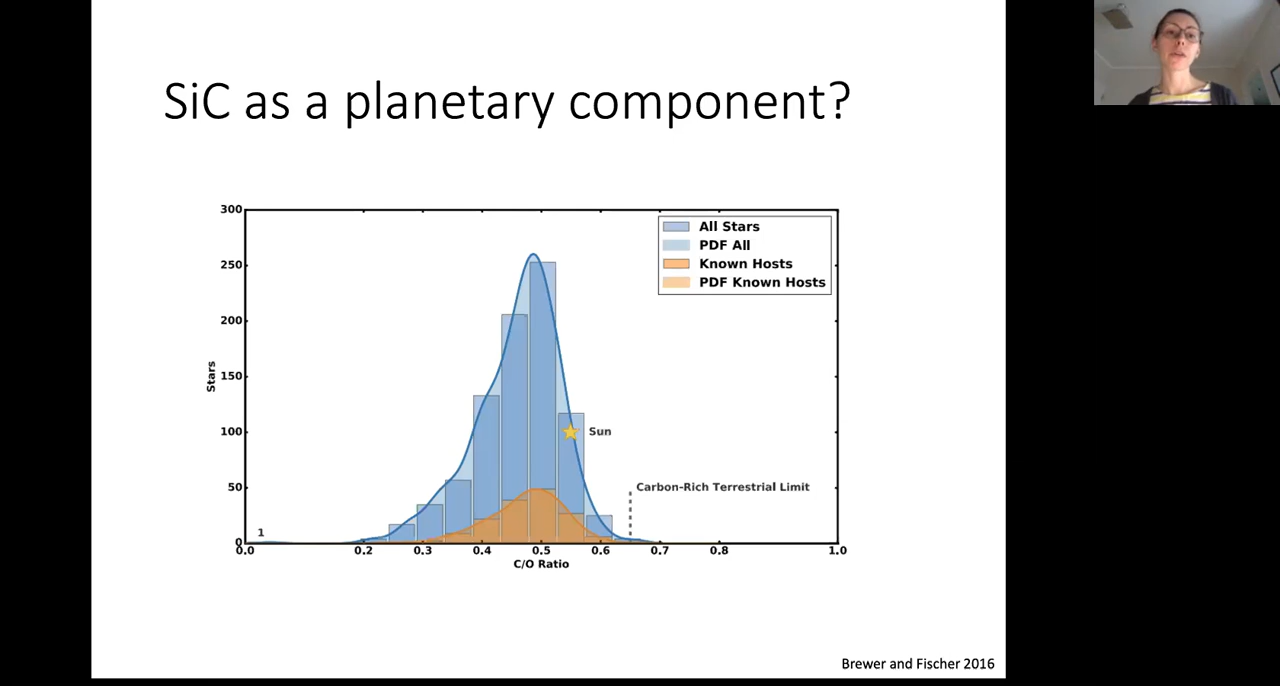 SiC as a planetary component?
300
250
200
150
100
50
0
Stars
All Stars
PDF All
Known Hosts
PDF Known Hosts
Sun
Carbon-Rich Terrestrial Limit
1
0.0 0.2 0.3 0.4 0.5 0.6 0.7 0.8 1.0
C/O Ratio
Brewer and Fischer 2016